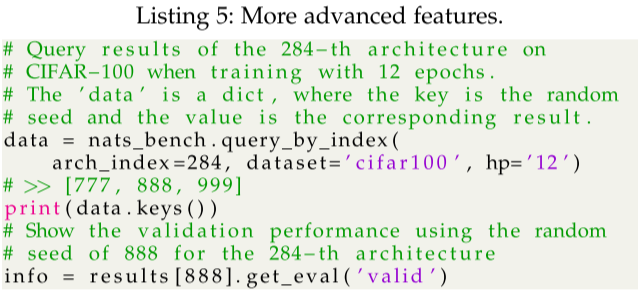 Listing 5: More advanced features.
# Query results of the 284-th architecture on
# CIFAR-100 when training with 12 epochs.
# The 'data' is a dict, where the key is the random
# seed and the value is the corresponding result.
data = nats_bench.query_by_index(
    arch_index=284, dataset='cifar100', hp='12')
# >> [777, 888, 999]
print(data.keys())
# Show the validation performance using the random
# seed of 888 for the 284-th architecture
info = results[888].get_eval('valid')